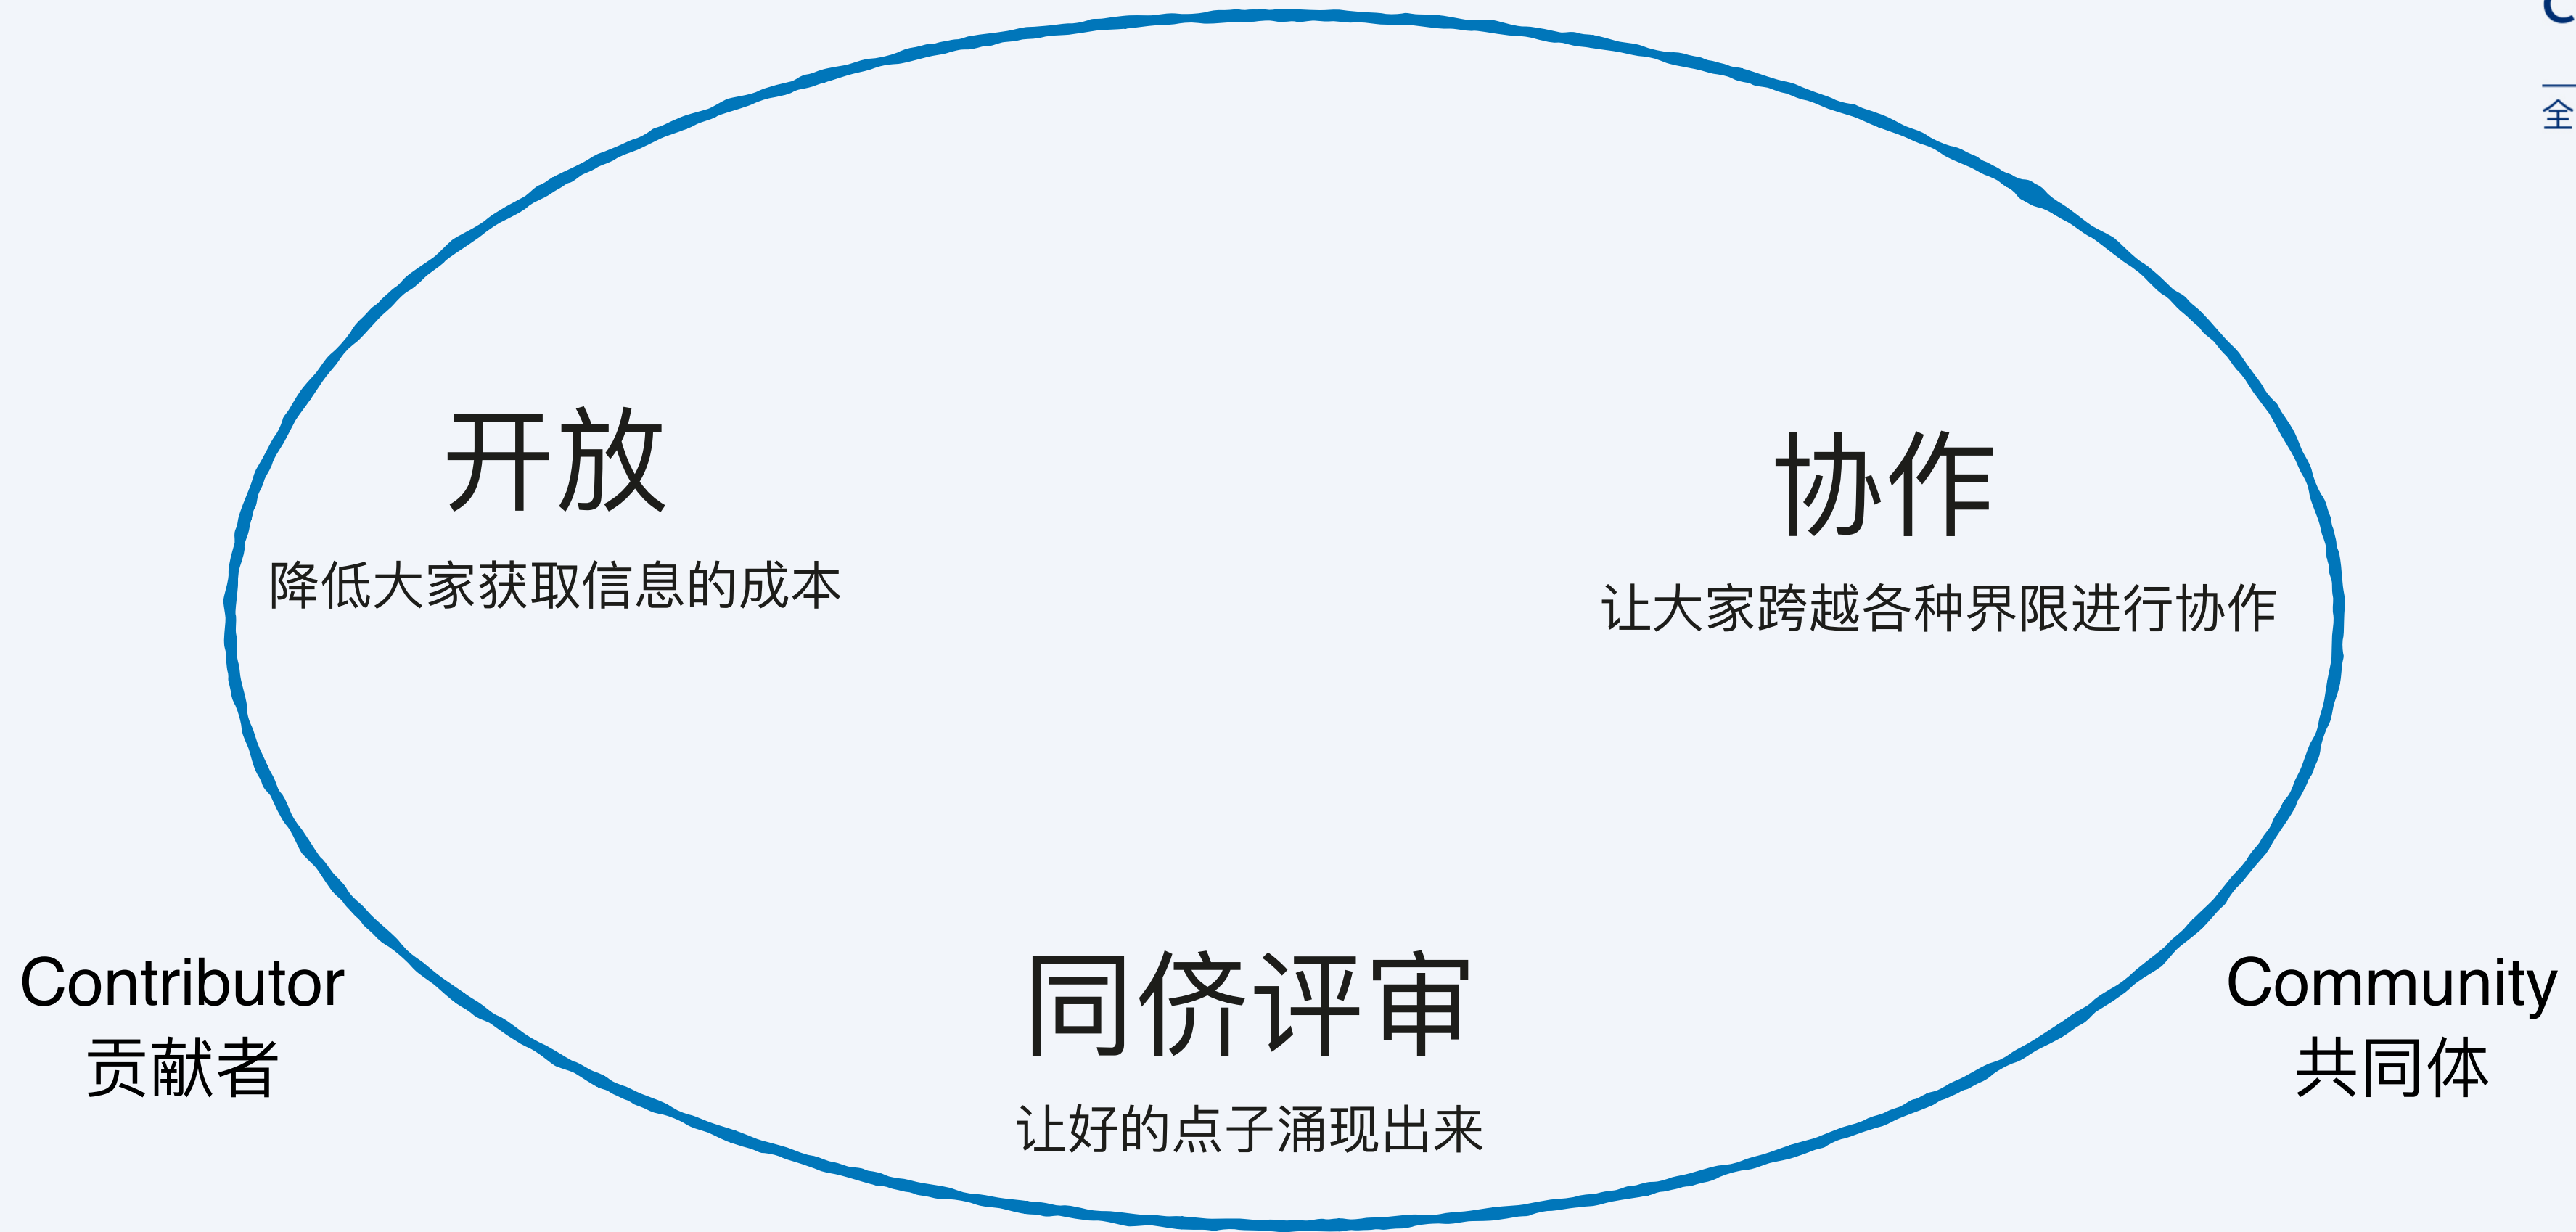 全
开放
降低大家获取信息的成本
协作
让大家跨越各种界限进行协作
同侪评审
让好的点子涌现出来
Contributor
贡献者
Community
共同体